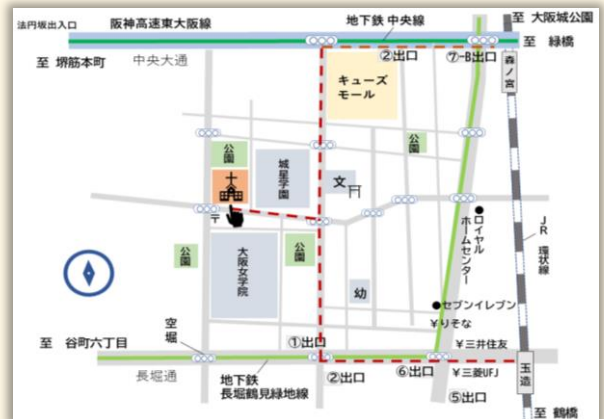 法円坂出入口
阪神高速東大阪線
地下鉄 中央線
至 大阪城公園
至 緑橋
至 堺筋本町
中央大通
②出口
⑦-B出口
森ノ宮
キューズ
モール
公園
公園
城星学園
文
〒
公園
大阪女学院
公園
ロイヤル
ホームセンター
JR 環状線
幼
セブンイレブン
¥りそな
空堀
①出口
至 谷町六丁目
¥三井住友
玉造
長堀通
地下鉄
長堀鶴見緑地線
②出口
⑥出口
¥三菱UFJ
⑤出口
至 鶴橋